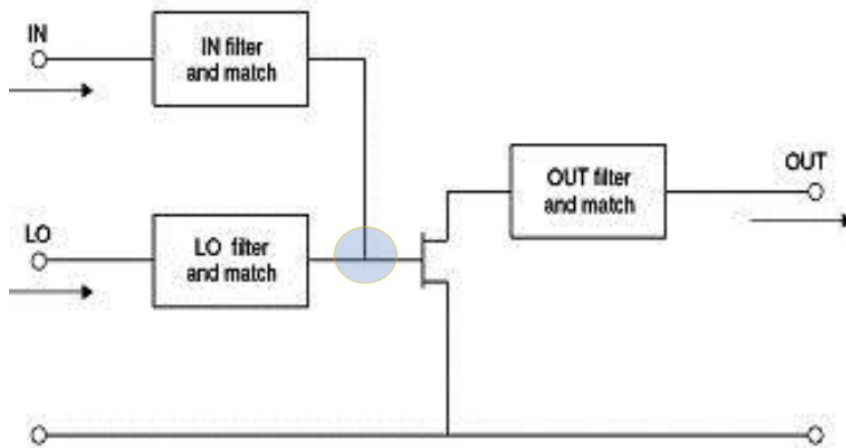 IN
IN filter
and match
OUT filter
and match
OUT
LO
LO filter
and match